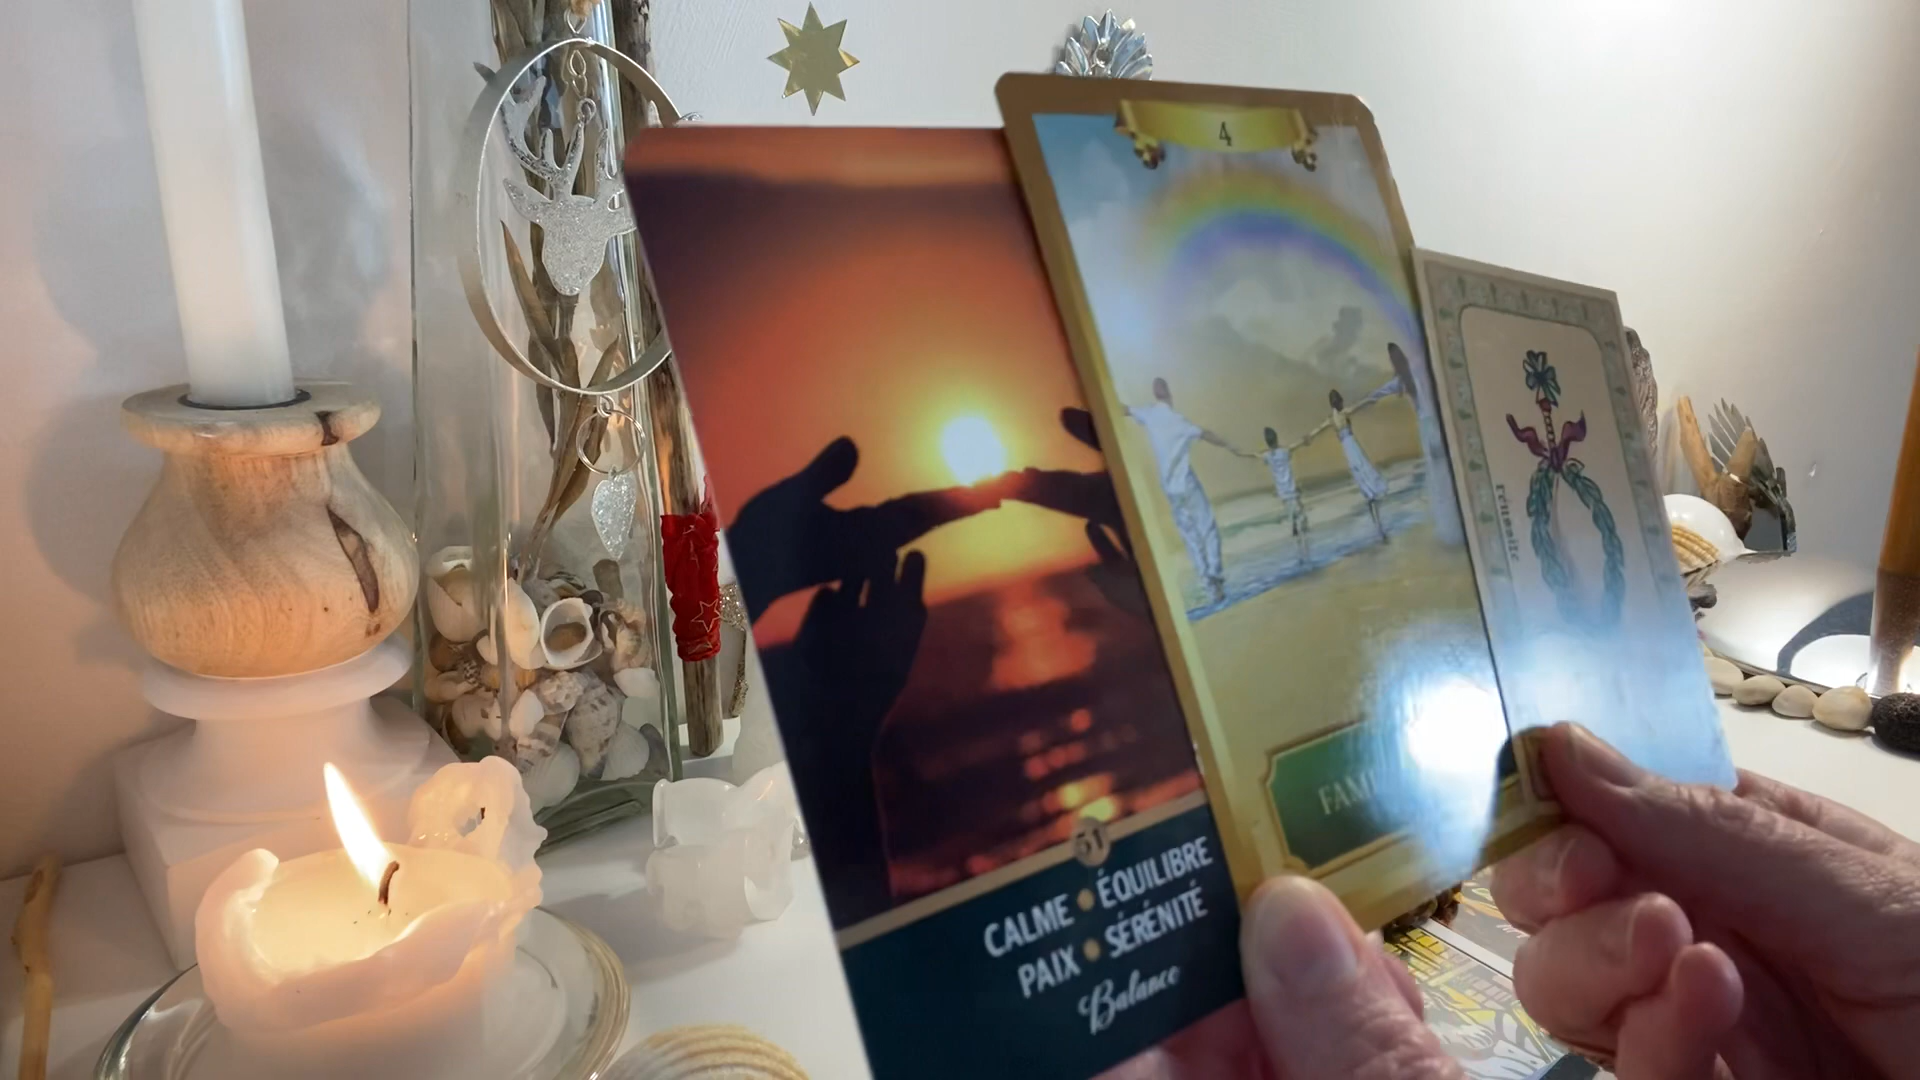 51
CALME • ÉQUILIBRE
PAIX • SÉRÉNITÉ
Balance
4
réussite